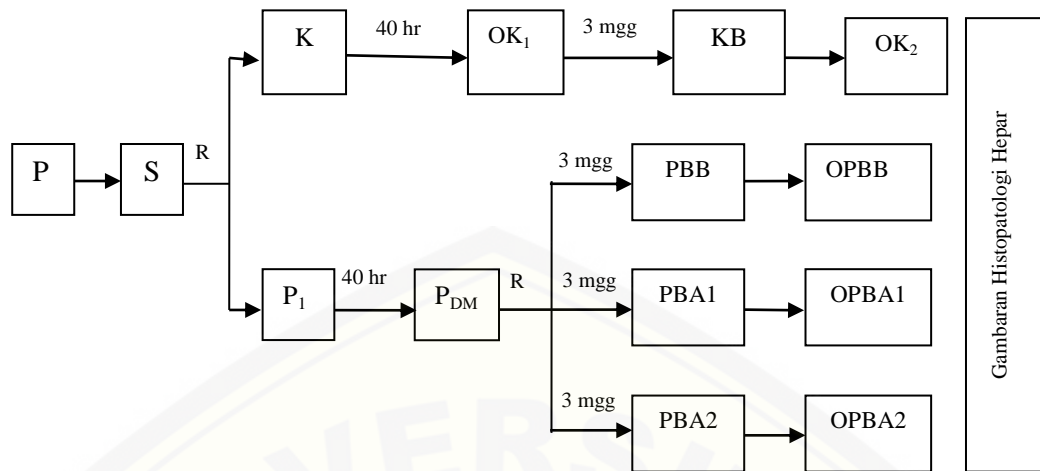 K
40 hr
OK₁
3 mgg
KB
OK₂
P
S
R
3 mgg
PBB
OPBB
P₁
40 hr
P_DM
R
3 mgg
PBA1
OPBA1
3 mgg
PBA2
OPBA2
Gambaran Histopatologi Hepar